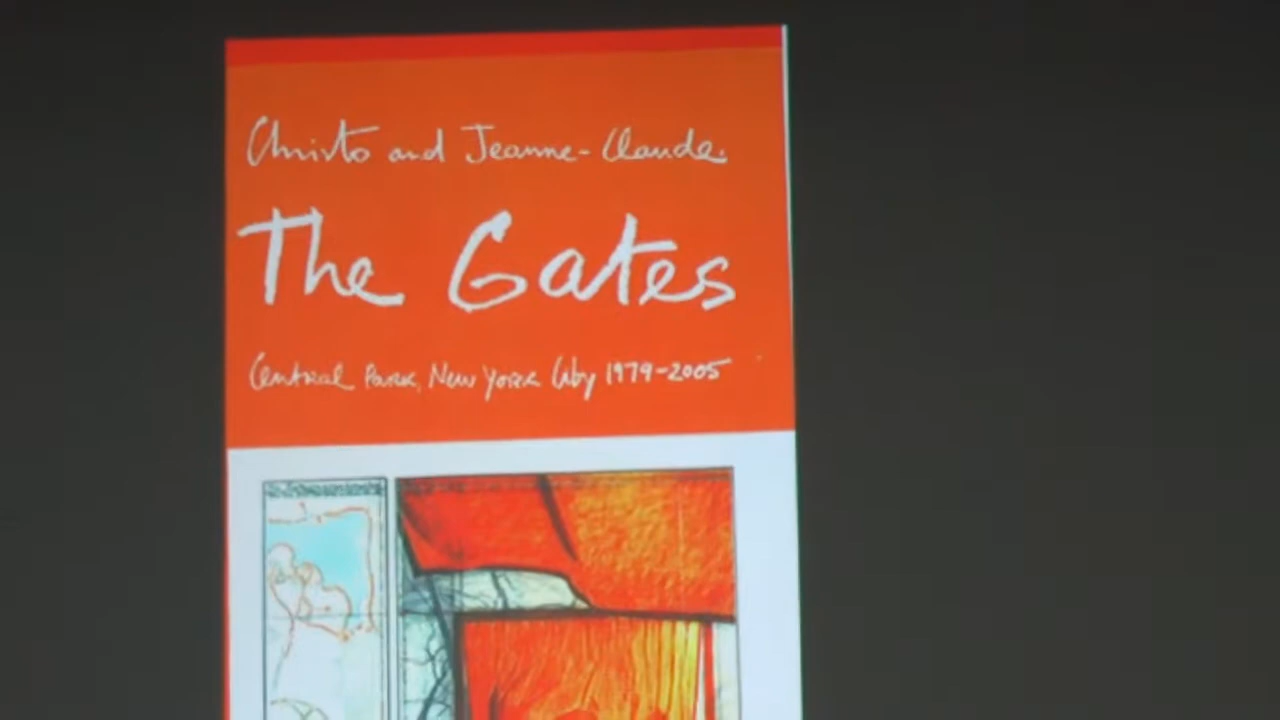 Christo and Jeanne-Claude.
The Gates
Central Park, New York City 1979-2005